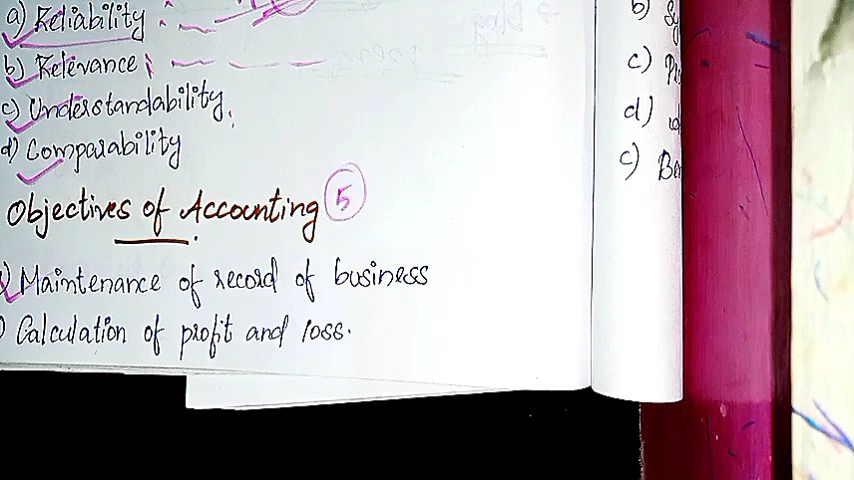 a) Reliability :
b) Relevance :
c) Understandability.
d) Comparability
Objectives of Accounting 5
Maintenance of record of business
Calculation of profit and loss.
b)
c)
d)
c)